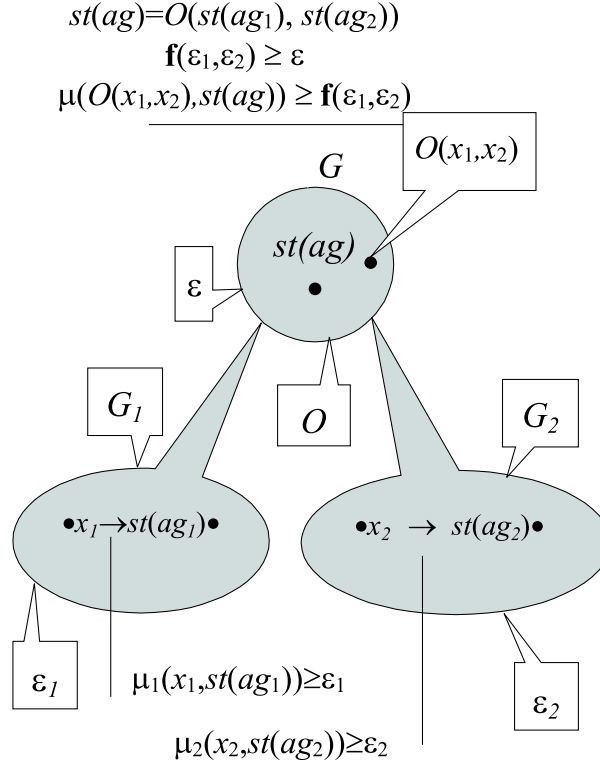 st(ag)=O(st(ag₁), st(ag₂))
f(ε₁,ε₂) ≥ ε
μ(O(x₁,x₂),st(ag)) ≥ f(ε₁,ε₂)
O(x₁,x₂)
G
st(ag)
ε
O
G₁
G₂
x₁→st(ag₁)
x₂ → st(ag₂)
ε₁
μ₁(x₁,st(ag₁))≥ε₁
ε₂
μ₂(x₂,st(ag₂))≥ε₂